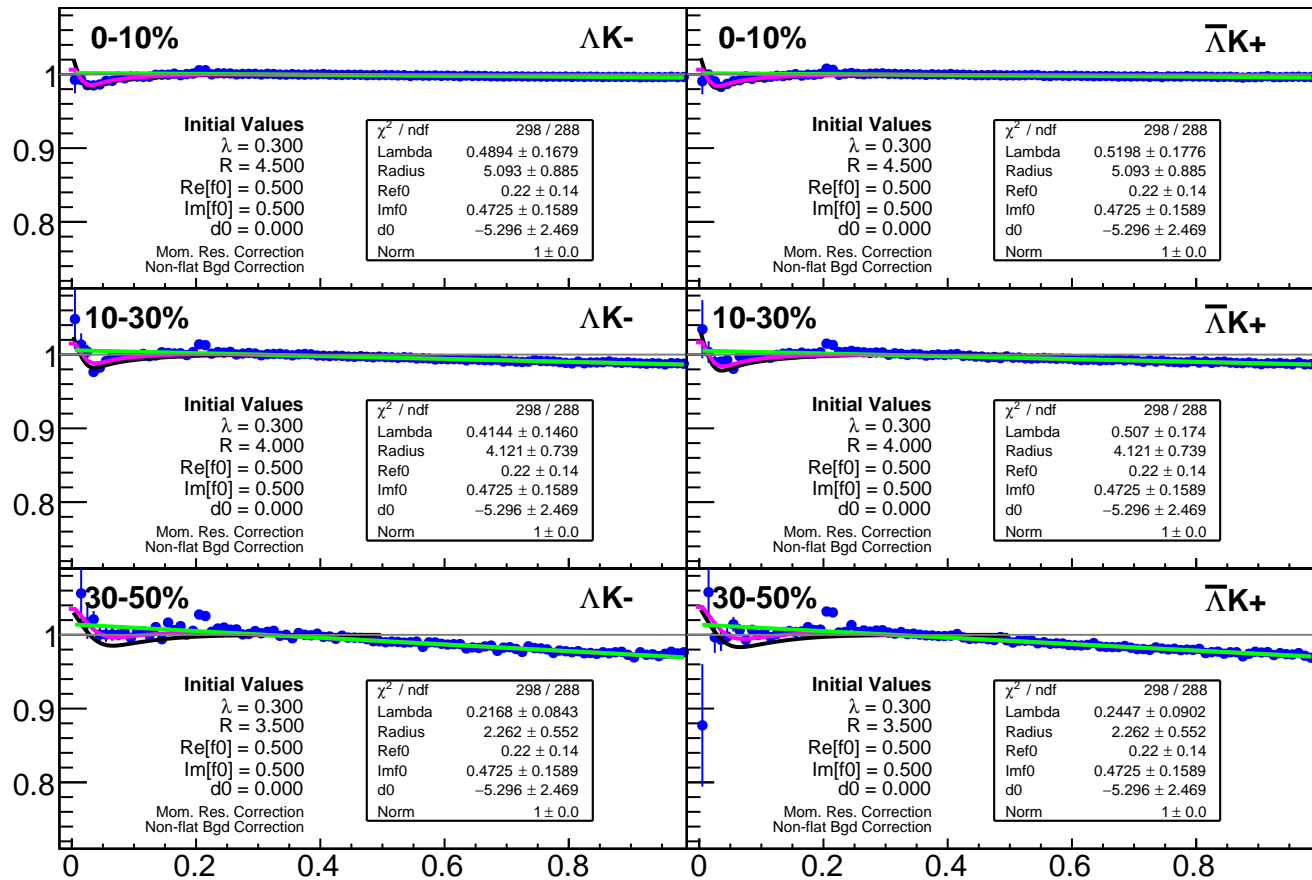 0-10%
ΛK-
Initial Values
λ = 0.300
R = 4.500
Re[f0] = 0.500
Im[f0] = 0.500
d0 = 0.000
Mom. Res. Correction
Non-flat Bgd Correction
χ² / ndf 298 / 288
Lambda 0.4894 ± 0.1679
Radius 5.093 ± 0.885
Ref0 0.22 ± 0.14
Imf0 0.4725 ± 0.1589
d0 −5.296 ± 2.469
Norm 1 ± 0.0
1
0.9
0.8
0-10%
Λ̅K+
Initial Values
λ = 0.300
R = 4.500
Re[f0] = 0.500
Im[f0] = 0.500
d0 = 0.000
Mom. Res. Correction
Non-flat Bgd Correction
χ² / ndf 298 / 288
Lambda 0.5198 ± 0.1776
Radius 5.093 ± 0.885
Ref0 0.22 ± 0.14
Imf0 0.4725 ± 0.1589
d0 −5.296 ± 2.469
Norm 1 ± 0.0
10-30%
ΛK-
Initial Values
λ = 0.300
R = 4.000
Re[f0] = 0.500
Im[f0] = 0.500
d0 = 0.000
Mom. Res. Correction
Non-flat Bgd Correction
χ² / ndf 298 / 288
Lambda 0.4144 ± 0.1460
Radius 4.121 ± 0.739
Ref0 0.22 ± 0.14
Imf0 0.4725 ± 0.1589
d0 −5.296 ± 2.469
Norm 1 ± 0.0
1
0.9
0.8
10-30%
Λ̅K+
Initial Values
λ = 0.300
R = 4.000
Re[f0] = 0.500
Im[f0] = 0.500
d0 = 0.000
Mom. Res. Correction
Non-flat Bgd Correction
χ² / ndf 298 / 288
Lambda 0.507 ± 0.174
Radius 4.121 ± 0.739
Ref0 0.22 ± 0.14
Imf0 0.4725 ± 0.1589
d0 −5.296 ± 2.469
Norm 1 ± 0.0
30-50%
ΛK-
Initial Values
λ = 0.300
R = 3.500
Re[f0] = 0.500
Im[f0] = 0.500
d0 = 0.000
Mom. Res. Correction
Non-flat Bgd Correction
χ² / ndf 298 / 288
Lambda 0.2168 ± 0.0843
Radius 2.262 ± 0.552
Ref0 0.22 ± 0.14
Imf0 0.4725 ± 0.1589
d0 −5.296 ± 2.469
Norm 1 ± 0.0
1
0.9
0.8
30-50%
Λ̅K+
Initial Values
λ = 0.300
R = 3.500
Re[f0] = 0.500
Im[f0] = 0.500
d0 = 0.000
Mom. Res. Correction
Non-flat Bgd Correction
χ² / ndf 298 / 288
Lambda 0.2447 ± 0.0902
Radius 2.262 ± 0.552
Ref0 0.22 ± 0.14
Imf0 0.4725 ± 0.1589
d0 −5.296 ± 2.469
Norm 1 ± 0.0
0 0.2 0.4 0.6 0.8
0 0.2 0.4 0.6 0.8